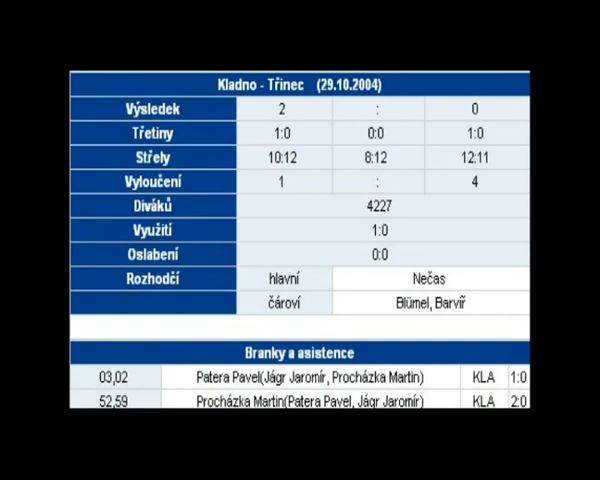 Kladno - Třinec (29.10.2004)
Výsledek 2 : 0
Třetiny 1:0 0:0 1:0
Střely 10:12 8:12 12:11
Vyloučení 1 : 4
Diváků 4227
Využití 1:0
Oslabení 0:0
Rozhodčí hlavní Nečas
čároví Blümel, Barvíř
Branky a asistence
03,02 Patera Pavel(Jágr Jaromír, Procházka Martin) KLA 1:0
52,59 Procházka Martin(Patera Pavel, Jágr Jaromír) KLA 2:0